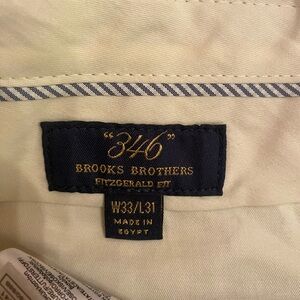 "346"
BROOKS BROTHERS
FITZGERALD FIT
W33/L31
MADE IN
EGYPT